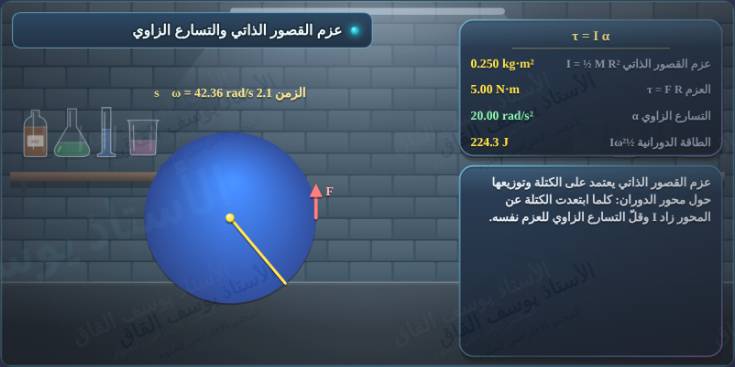 عزم القصور الذاتي والتسارع الزاوي
τ = I α
عزم القصور الذاتي I = ½ M R² 0.250 kg·m²
العزم τ = F R 5.00 N·m
التسارع الزاوي α 20.00 rad/s²
الطاقة الدورانية ½Iω² 224.3 J
الزمن 2.1 s ω = 42.36 rad/s
F
عزم القصور الذاتي يعتمد على الكتلة وتوزيعها
حول محور الدوران: كلما ابتعدت الكتلة عن
المحور زاد I وقلّ التسارع الزاوي للعزم نفسه.
الأستاذ يوسف القاق